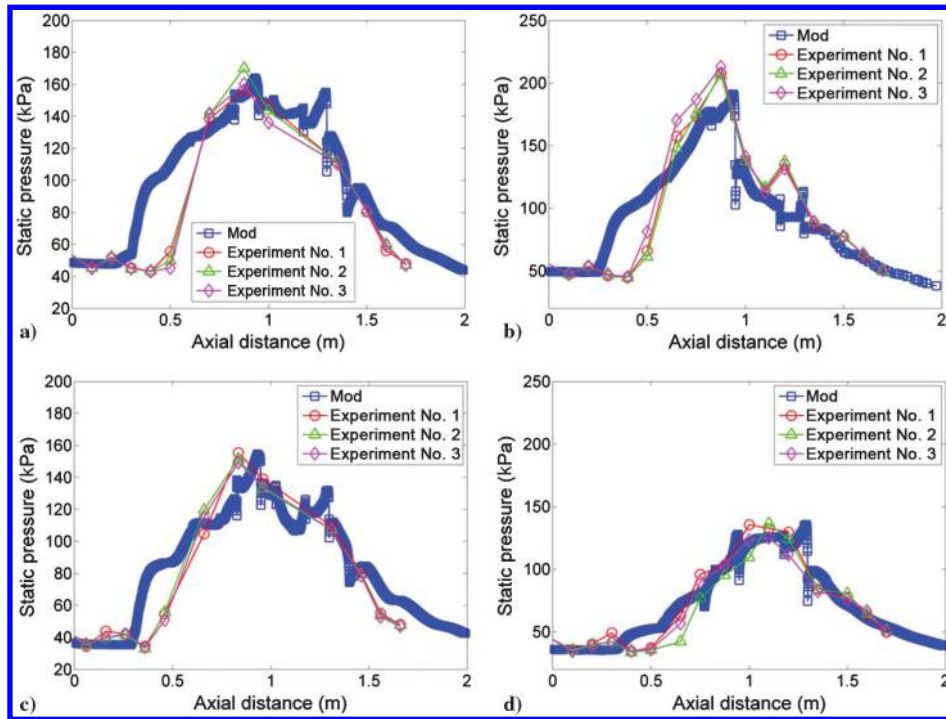 200
180
160
140
120
100
80
60
40
20
Static pressure (kPa)
Mod
Experiment No. 1
Experiment No. 2
Experiment No. 3
0
0.5
1
1.5
2
Axial distance (m)
a)
250
200
150
100
50
Static pressure (kPa)
Mod
Experiment No. 1
Experiment No. 2
Experiment No. 3
0
0.5
1
1.5
2
Axial distance (m)
b)
200
180
160
140
120
100
80
60
40
20
Static pressure (kPa)
Mod
Experiment No. 1
Experiment No. 2
Experiment No. 3
0
0.5
1
1.5
2
Axial distance (m)
c)
250
200
150
100
50
Static pressure (kPa)
Mod
Experiment No. 1
Experiment No. 2
Experiment No. 3
0
0.5
1
1.5
2
Axial distance (m)
d)